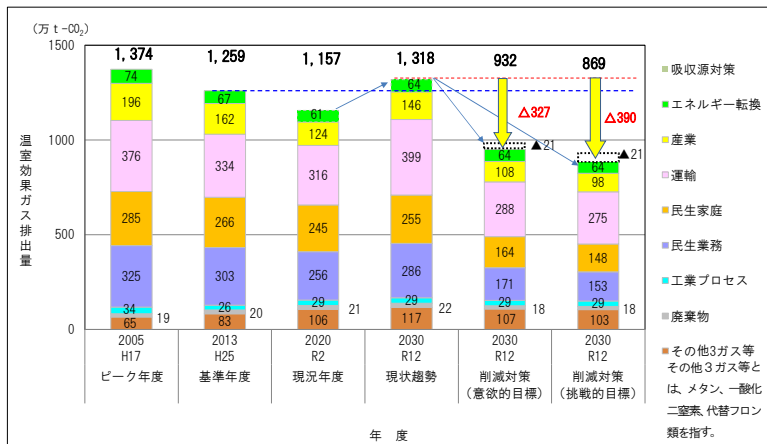 (万 t-CO₂)
1500
1000
500
0
温室効果ガス排出量
1,374
1,259
1,157
1,318
932
869
74
196
376
285
325
34
65
19
67
162
334
266
303
26
83
20
61
124
316
245
256
29
106
21
64
146
399
255
286
29
117
22
△327
▲21
64
108
288
164
171
29
107
18
△390
▲21
64
98
275
148
153
29
103
18
2005
H17
ピーク年度
2013
H25
基準年度
2020
R2
現況年度
2030
R12
現状趨勢
2030
R12
削減対策
(意欲的目標)
2030
R12
削減対策
(挑戦的目標)
年 度
吸収源対策
エネルギー転換
産業
運輸
民生家庭
民生業務
工業プロセス
廃棄物
その他3ガス等
その他3ガス等と
は、メタン、一酸化
二窒素、代替フロン
類を指す。